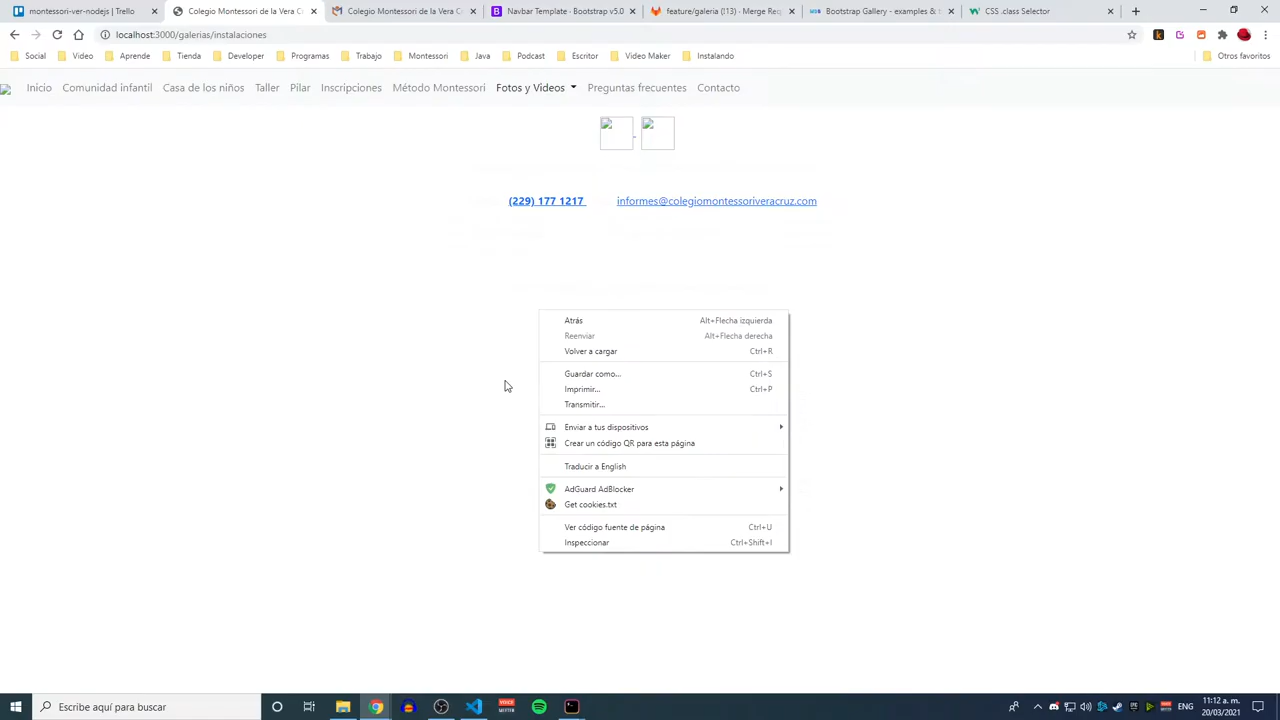 montessori-ver-nodejs | Trello
Colegio Montessori de la Vera C
Colegio Montessori de la Vera C
Navbar Template · Bootstrap v5.0
feature/galeria (!13) · Merge Req
Bootstrap Gallery - examples & t
CSS .class Selector
localhost:3000/galerias/instalaciones
Social
Video
Aprende
Tienda
Developer
Programas
Trabajo
Montessori
Java
Podcast
Escritor
Video Maker
Instalando
Otros favoritos
Inicio
Comunidad infantil
Casa de los niños
Taller
Pilar
Inscripciones
Método Montessori
Fotos y Videos
Preguntas frecuentes
Contacto
(229) 177 1217
informes@colegiomontessoriveracruz.com
Atrás Alt+Flecha izquierda
Reenviar Alt+Flecha derecha
Volver a cargar Ctrl+R
Guardar como... Ctrl+S
Imprimir... Ctrl+P
Transmitir...
Enviar a tus dispositivos
Crear un código QR para esta página
Traducir a English
AdGuard AdBlocker
Get cookies.txt
Ver código fuente de página Ctrl+U
Inspeccionar Ctrl+Shift+I
Escribe aquí para buscar
ENG
11:12 a. m.
20/03/2021